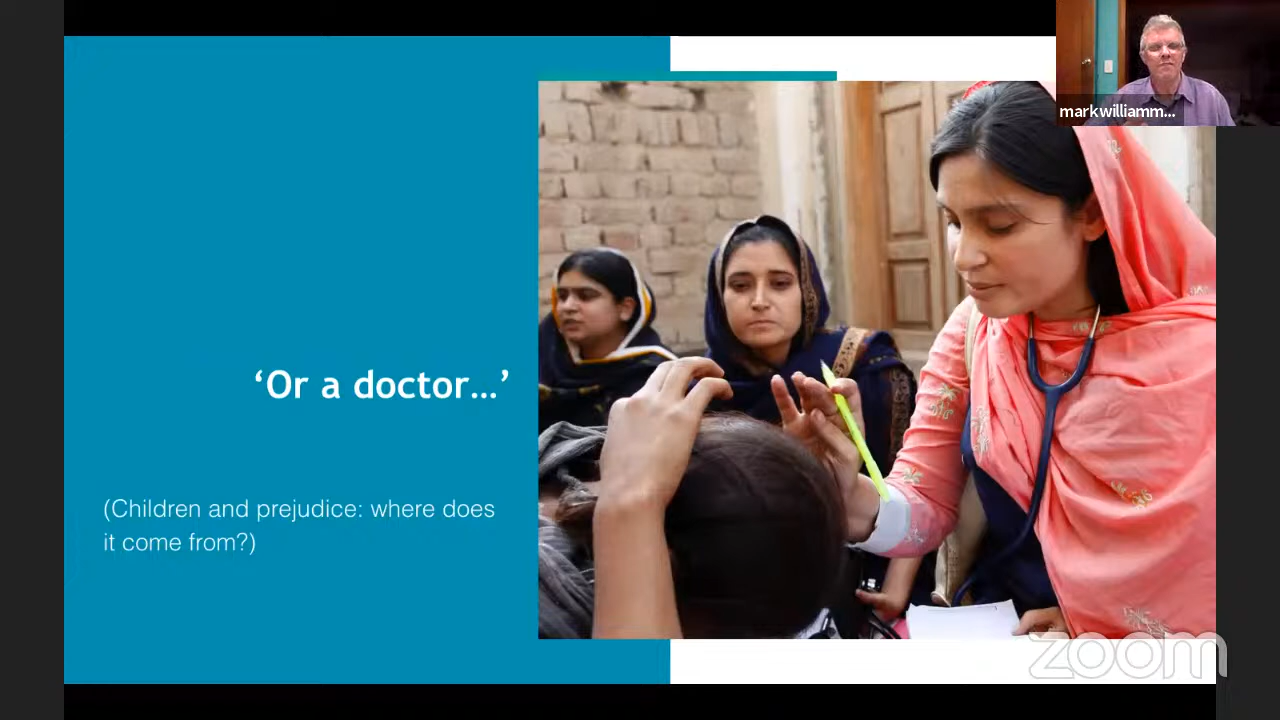 markwilliamm...
‘Or a doctor...’
(Children and prejudice: where does
it come from?)
zoom